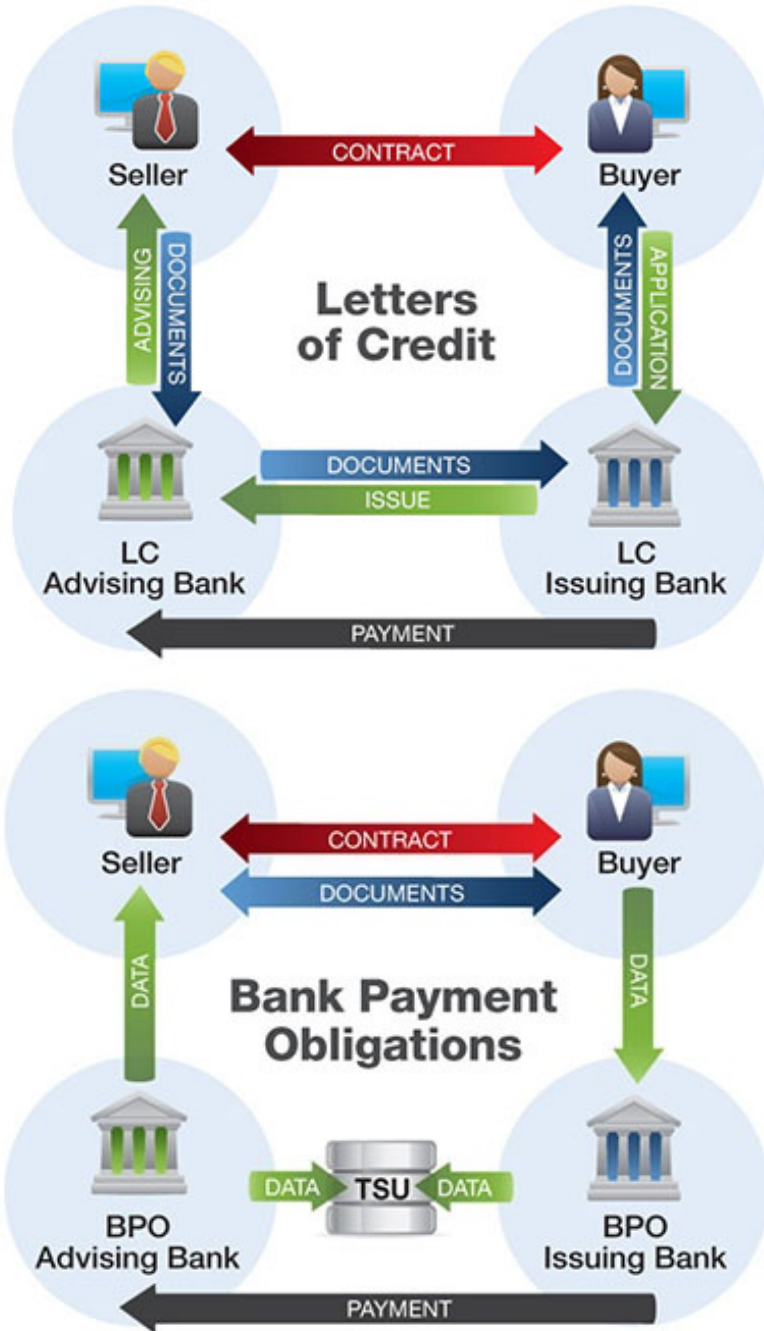 CONTRACT
Seller
Buyer
ADVISING
DOCUMENTS
DOCUMENTS
APPLICATION
Letters
of Credit
DOCUMENTS
ISSUE
LC
Advising Bank
LC
Issuing Bank
PAYMENT
CONTRACT
Seller
Buyer
DOCUMENTS
DATA
DATA
Bank Payment
Obligations
DATA
TSU
DATA
BPO
Advising Bank
BPO
Issuing Bank
PAYMENT